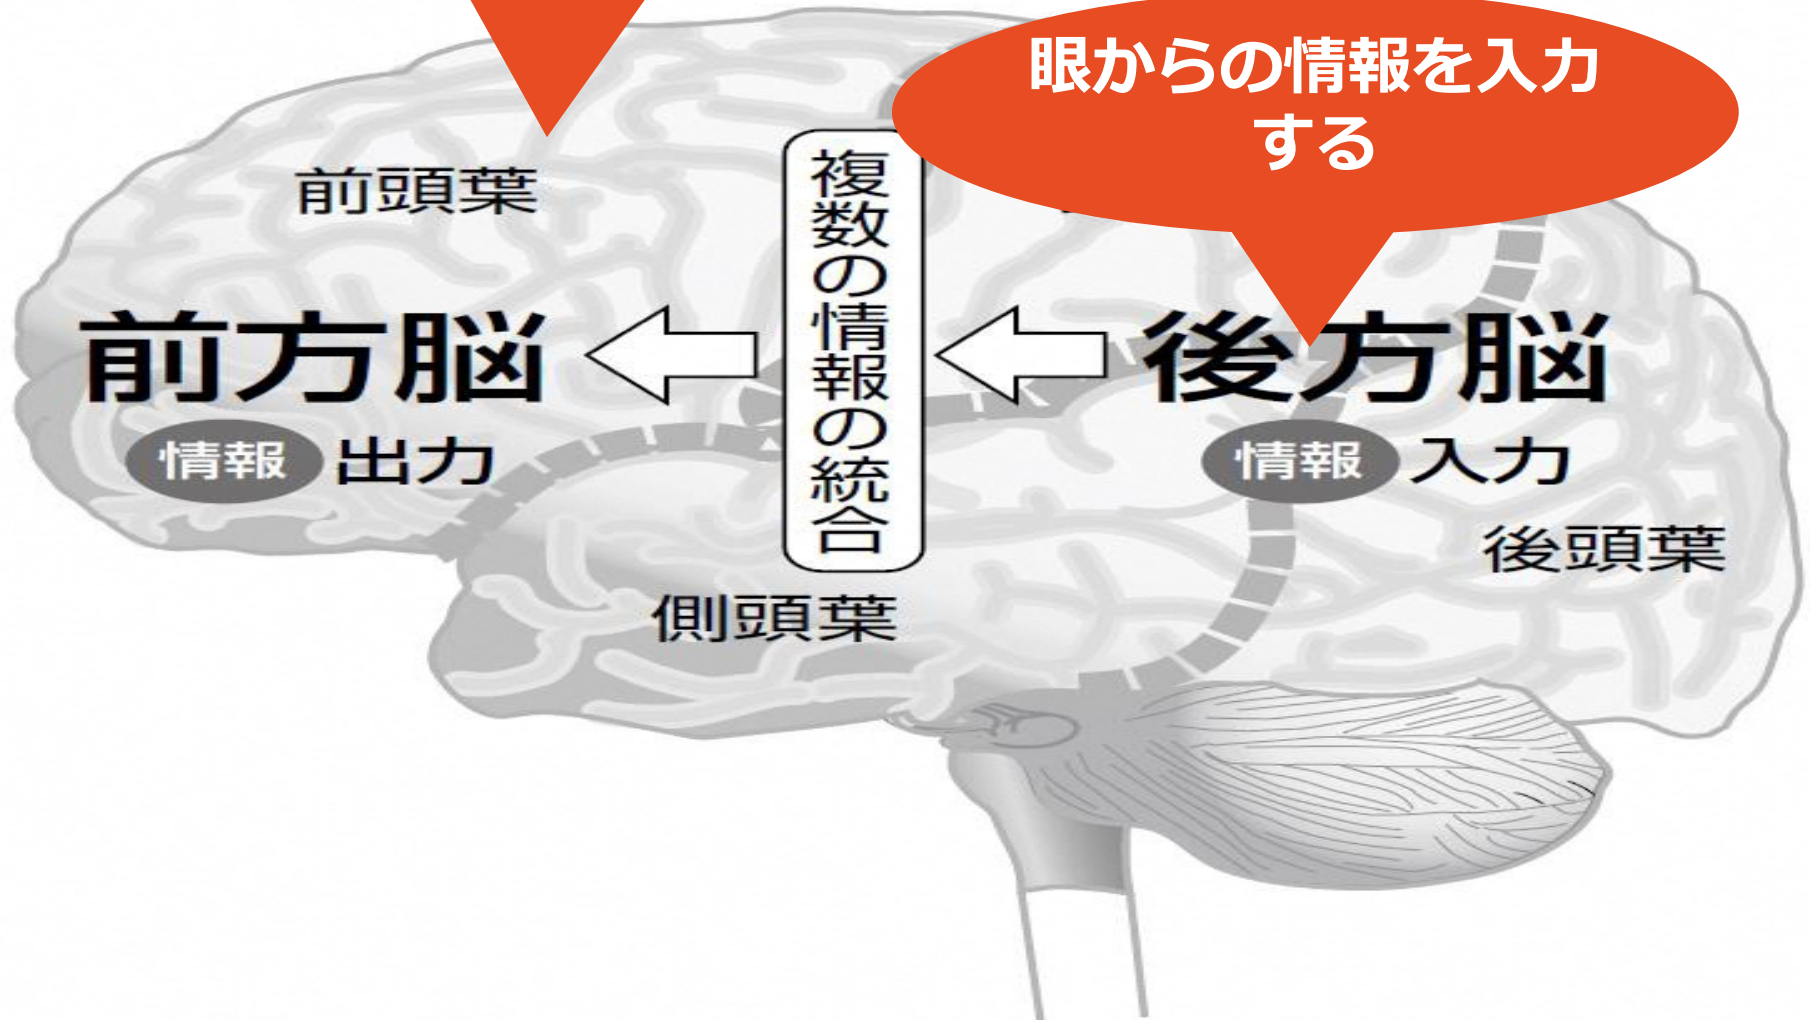 眼からの情報を入力
する
前頭葉
複数の情報の統合
前方脳
後方脳
情報 出力
情報 入力
後頭葉
側頭葉